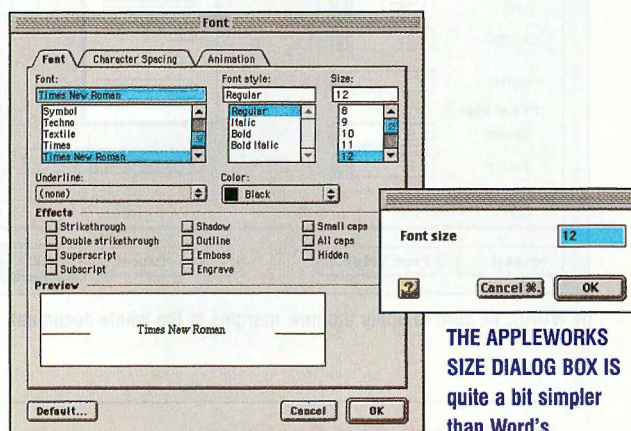 Font
Font Character Spacing Animation
Font: Font style: Size:
Times New Roman Regular 12
Symbol Regular 8
Techno Italic 9
Textile Bold 10
Times Bold Italic 11
Times New Roman 12
Underline: Color:
(none) Black
Effects
Strikethrough Shadow Small caps
Double strikethrough Outline All caps
Superscript Emboss Hidden
Subscript Engrave
Preview
Times New Roman
Default... Cancel OK
Font size 12
? Cancel ⌘. OK
THE APPLEWORKS
SIZE DIALOG BOX IS
quite a bit simpler
than Word's